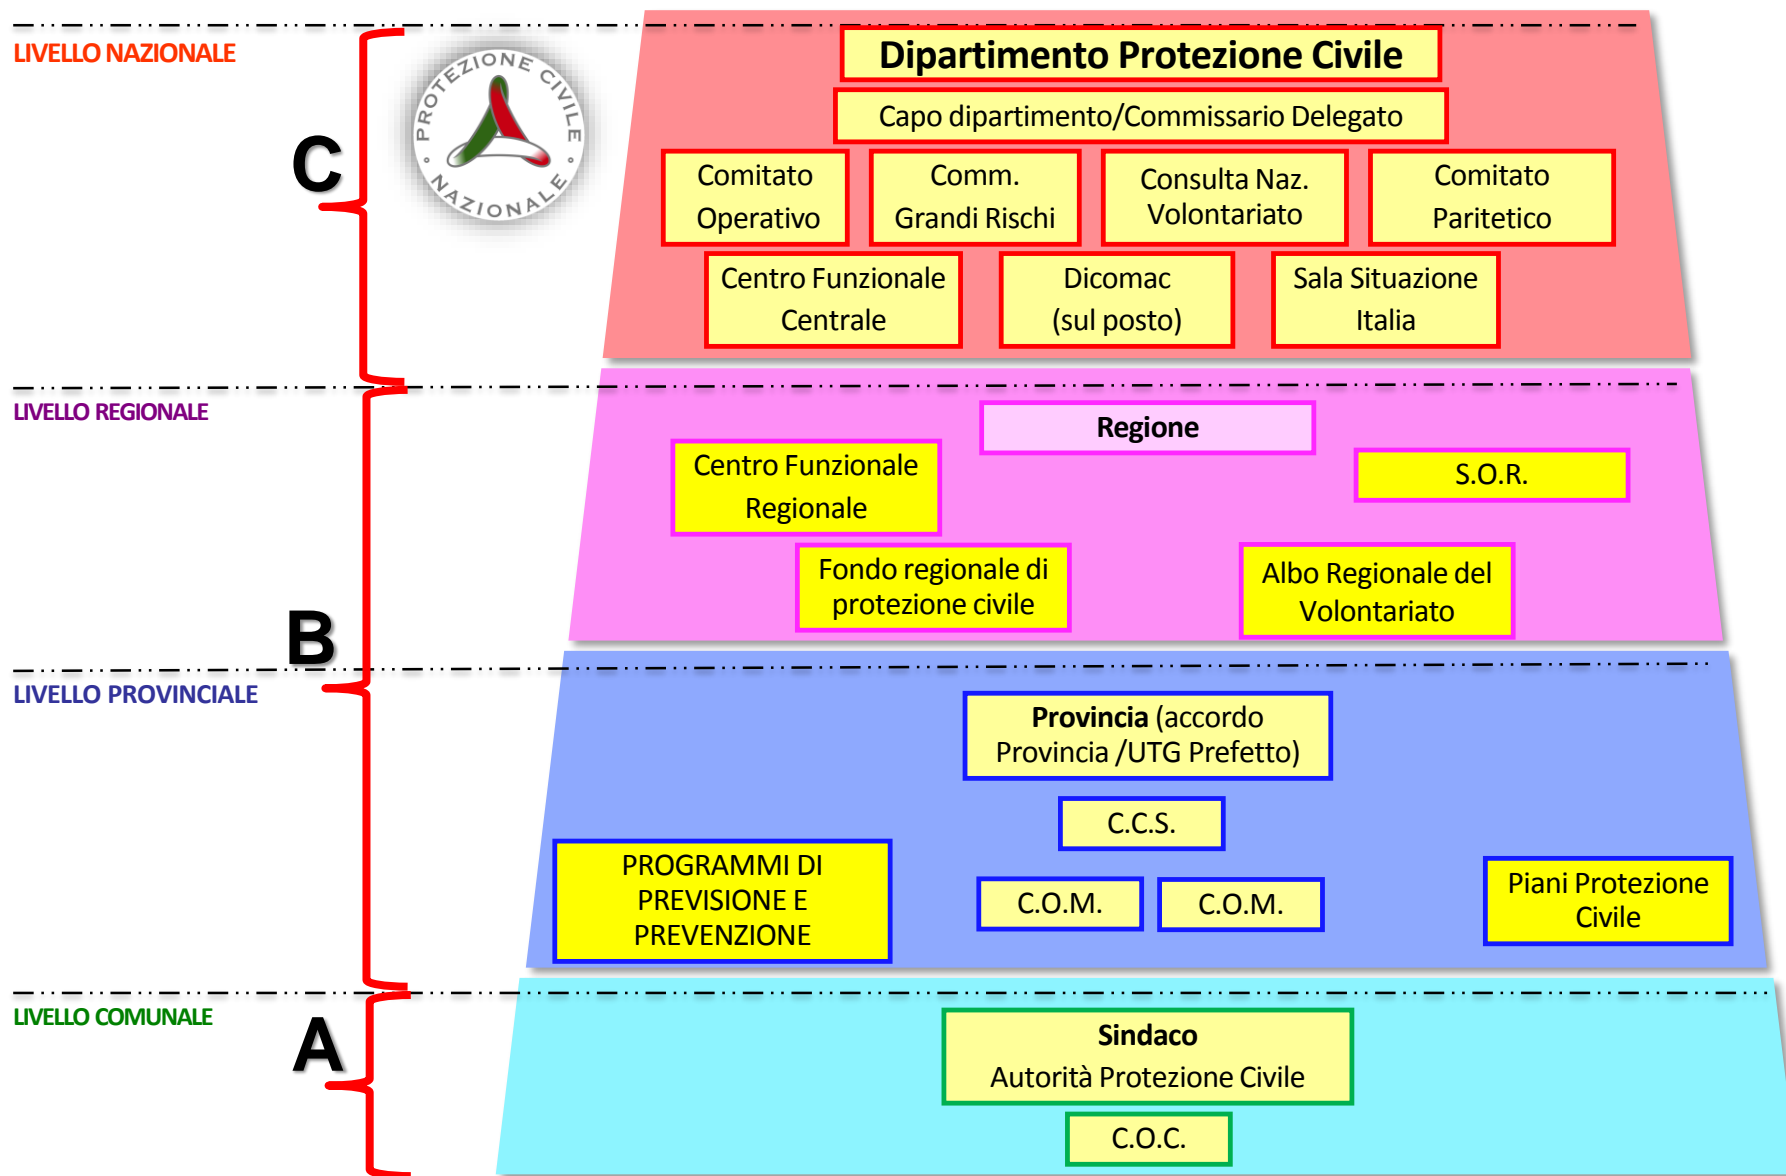 LIVELLO NAZIONALE
C
PROTEZIONE CIVILE
NAZIONALE
Dipartimento Protezione Civile
Capo dipartimento/Commissario Delegato
Comitato
Operativo
Comm.
Grandi Rischi
Consulta Naz.
Volontariato
Comitato
Paritetico
Centro Funzionale
Centrale
Dicomac
(sul posto)
Sala Situazione
Italia
LIVELLO REGIONALE
B
Regione
Centro Funzionale
Regionale
S.O.R.
Fondo regionale di
protezione civile
Albo Regionale del
Volontariato
LIVELLO PROVINCIALE
Provincia (accordo
Provincia /UTG Prefetto)
C.C.S.
PROGRAMMI DI
PREVISIONE E
PREVENZIONE
C.O.M.
C.O.M.
Piani Protezione
Civile
LIVELLO COMUNALE
A
Sindaco
Autorità Protezione Civile
C.O.C.